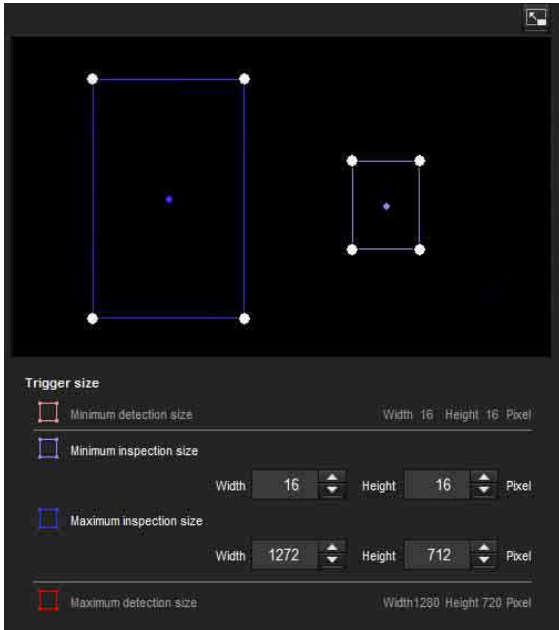 Trigger size
Minimum detection size Width 16 Height 16 Pixel
Minimum inspection size
Width 16 Height 16 Pixel
Maximum inspection size
Width 1272 Height 712 Pixel
Maximum detection size Width1280 Height 720 Pixel